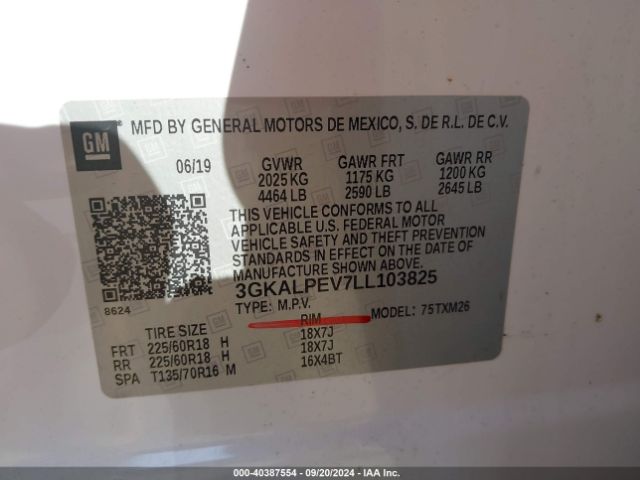 GM
MFD BY GENERAL MOTORS DE MEXICO, S. DE R.L. DE C.V.
06/19 GVWR GAWR FRT GAWR RR
2025 KG 1175 KG 1200 KG
4464 LB 2590 LB 2645 LB
THIS VEHICLE CONFORMS TO ALL
APPLICABLE U.S. FEDERAL MOTOR
VEHICLE SAFETY AND THEFT PREVENTION
STANDARDS IN EFFECT ON THE DATE OF
MANUFACTURE SHOWN ABOVE.
3GKALPEV7LL103825
8624 TYPE: M.P.V. MODEL: 75TXM26
TIRE SIZE RIM
FRT 225/60R18 H 18X7J
RR 225/60R18 H 18X7J
SPA T135/70R16 M 16X4BT
000-40387554 / 09/20/2024 - IAA Inc.